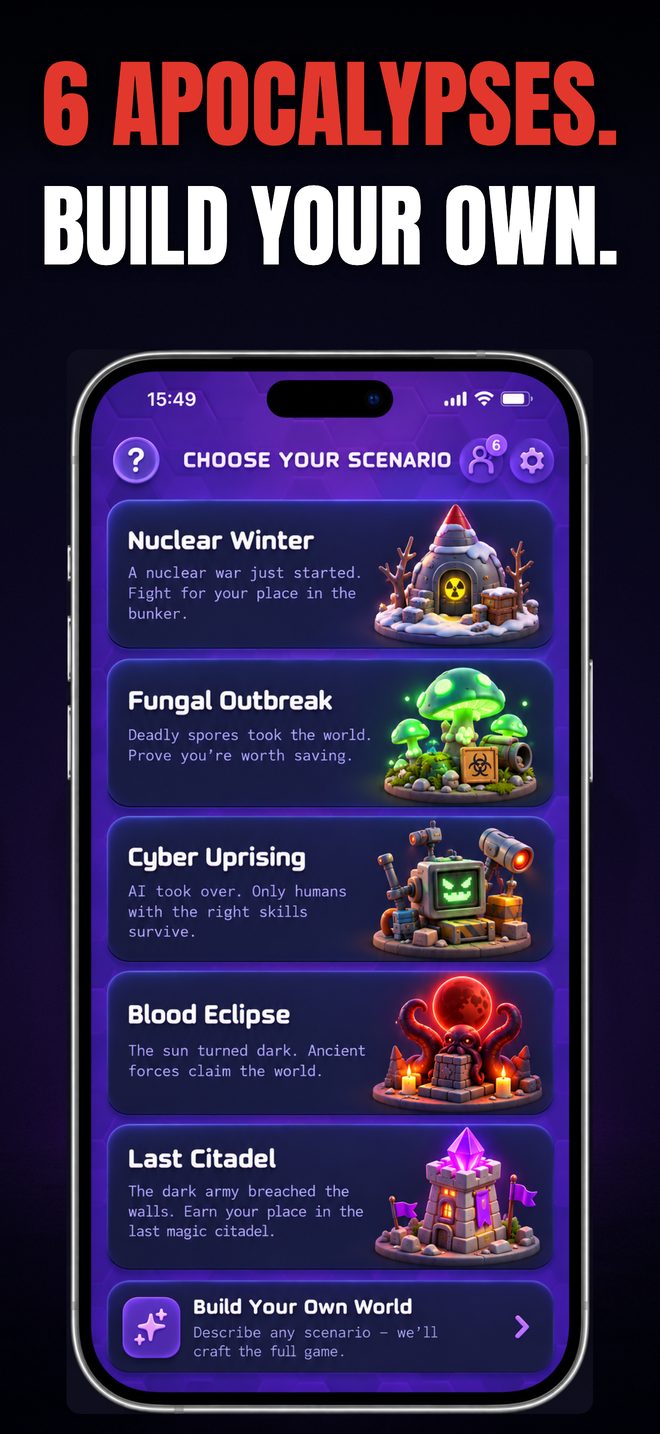 6 APOCALYPSES.
BUILD YOUR OWN.
15:49
?
CHOOSE YOUR SCENARIO
6
Nuclear Winter
A nuclear war just started.
Fight for your place in the
bunker.
Fungal Outbreak
Deadly spores took the world.
Prove you’re worth saving.
Cyber Uprising
AI took over. Only humans
with the right skills
survive.
Blood Eclipse
The sun turned dark. Ancient
forces claim the world.
Last Citadel
The dark army breached the
walls. Earn your place in the
last magic citadel.
Build Your Own World
Describe any scenario – we’ll
craft the full game.